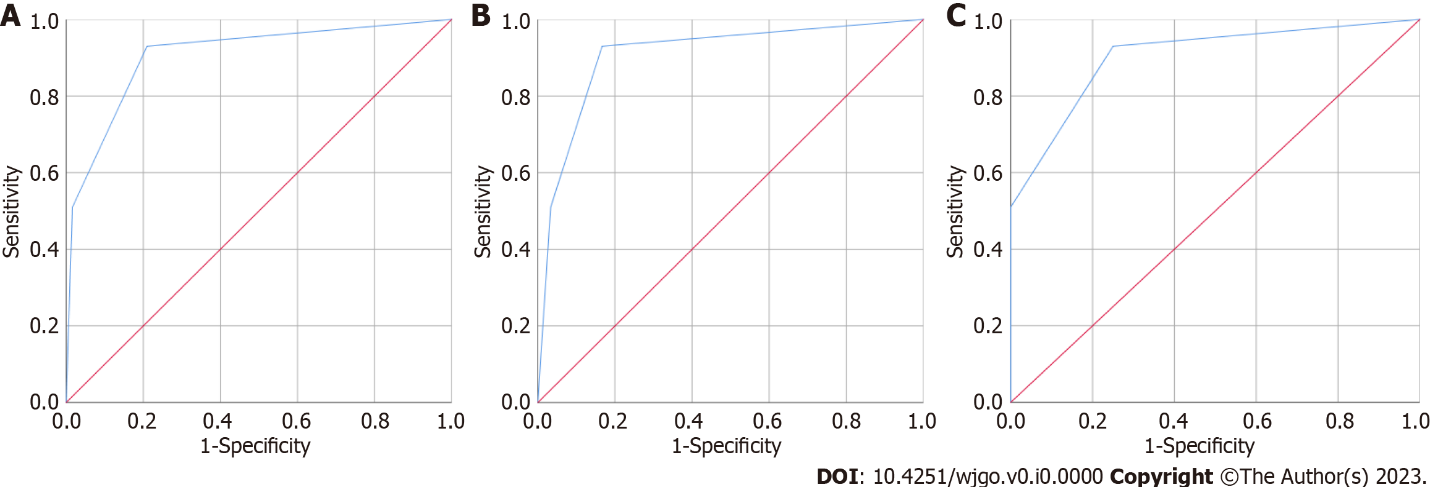 A
1.0
0.8
0.6
0.4
0.2
0.0
Sensitivity
0.0 0.2 0.4 0.6 0.8 1.0
1-Specificity
B
1.0
0.8
0.6
0.4
0.2
0.0
Sensitivity
0.0 0.2 0.4 0.6 0.8 1.0
1-Specificity
C
1.0
0.8
0.6
0.4
0.2
0.0
Sensitivity
0.0 0.2 0.4 0.6 0.8 1.0
1-Specificity
DOI: 10.4251/wjgo.v0.i0.0000 Copyright ©The Author(s) 2023.